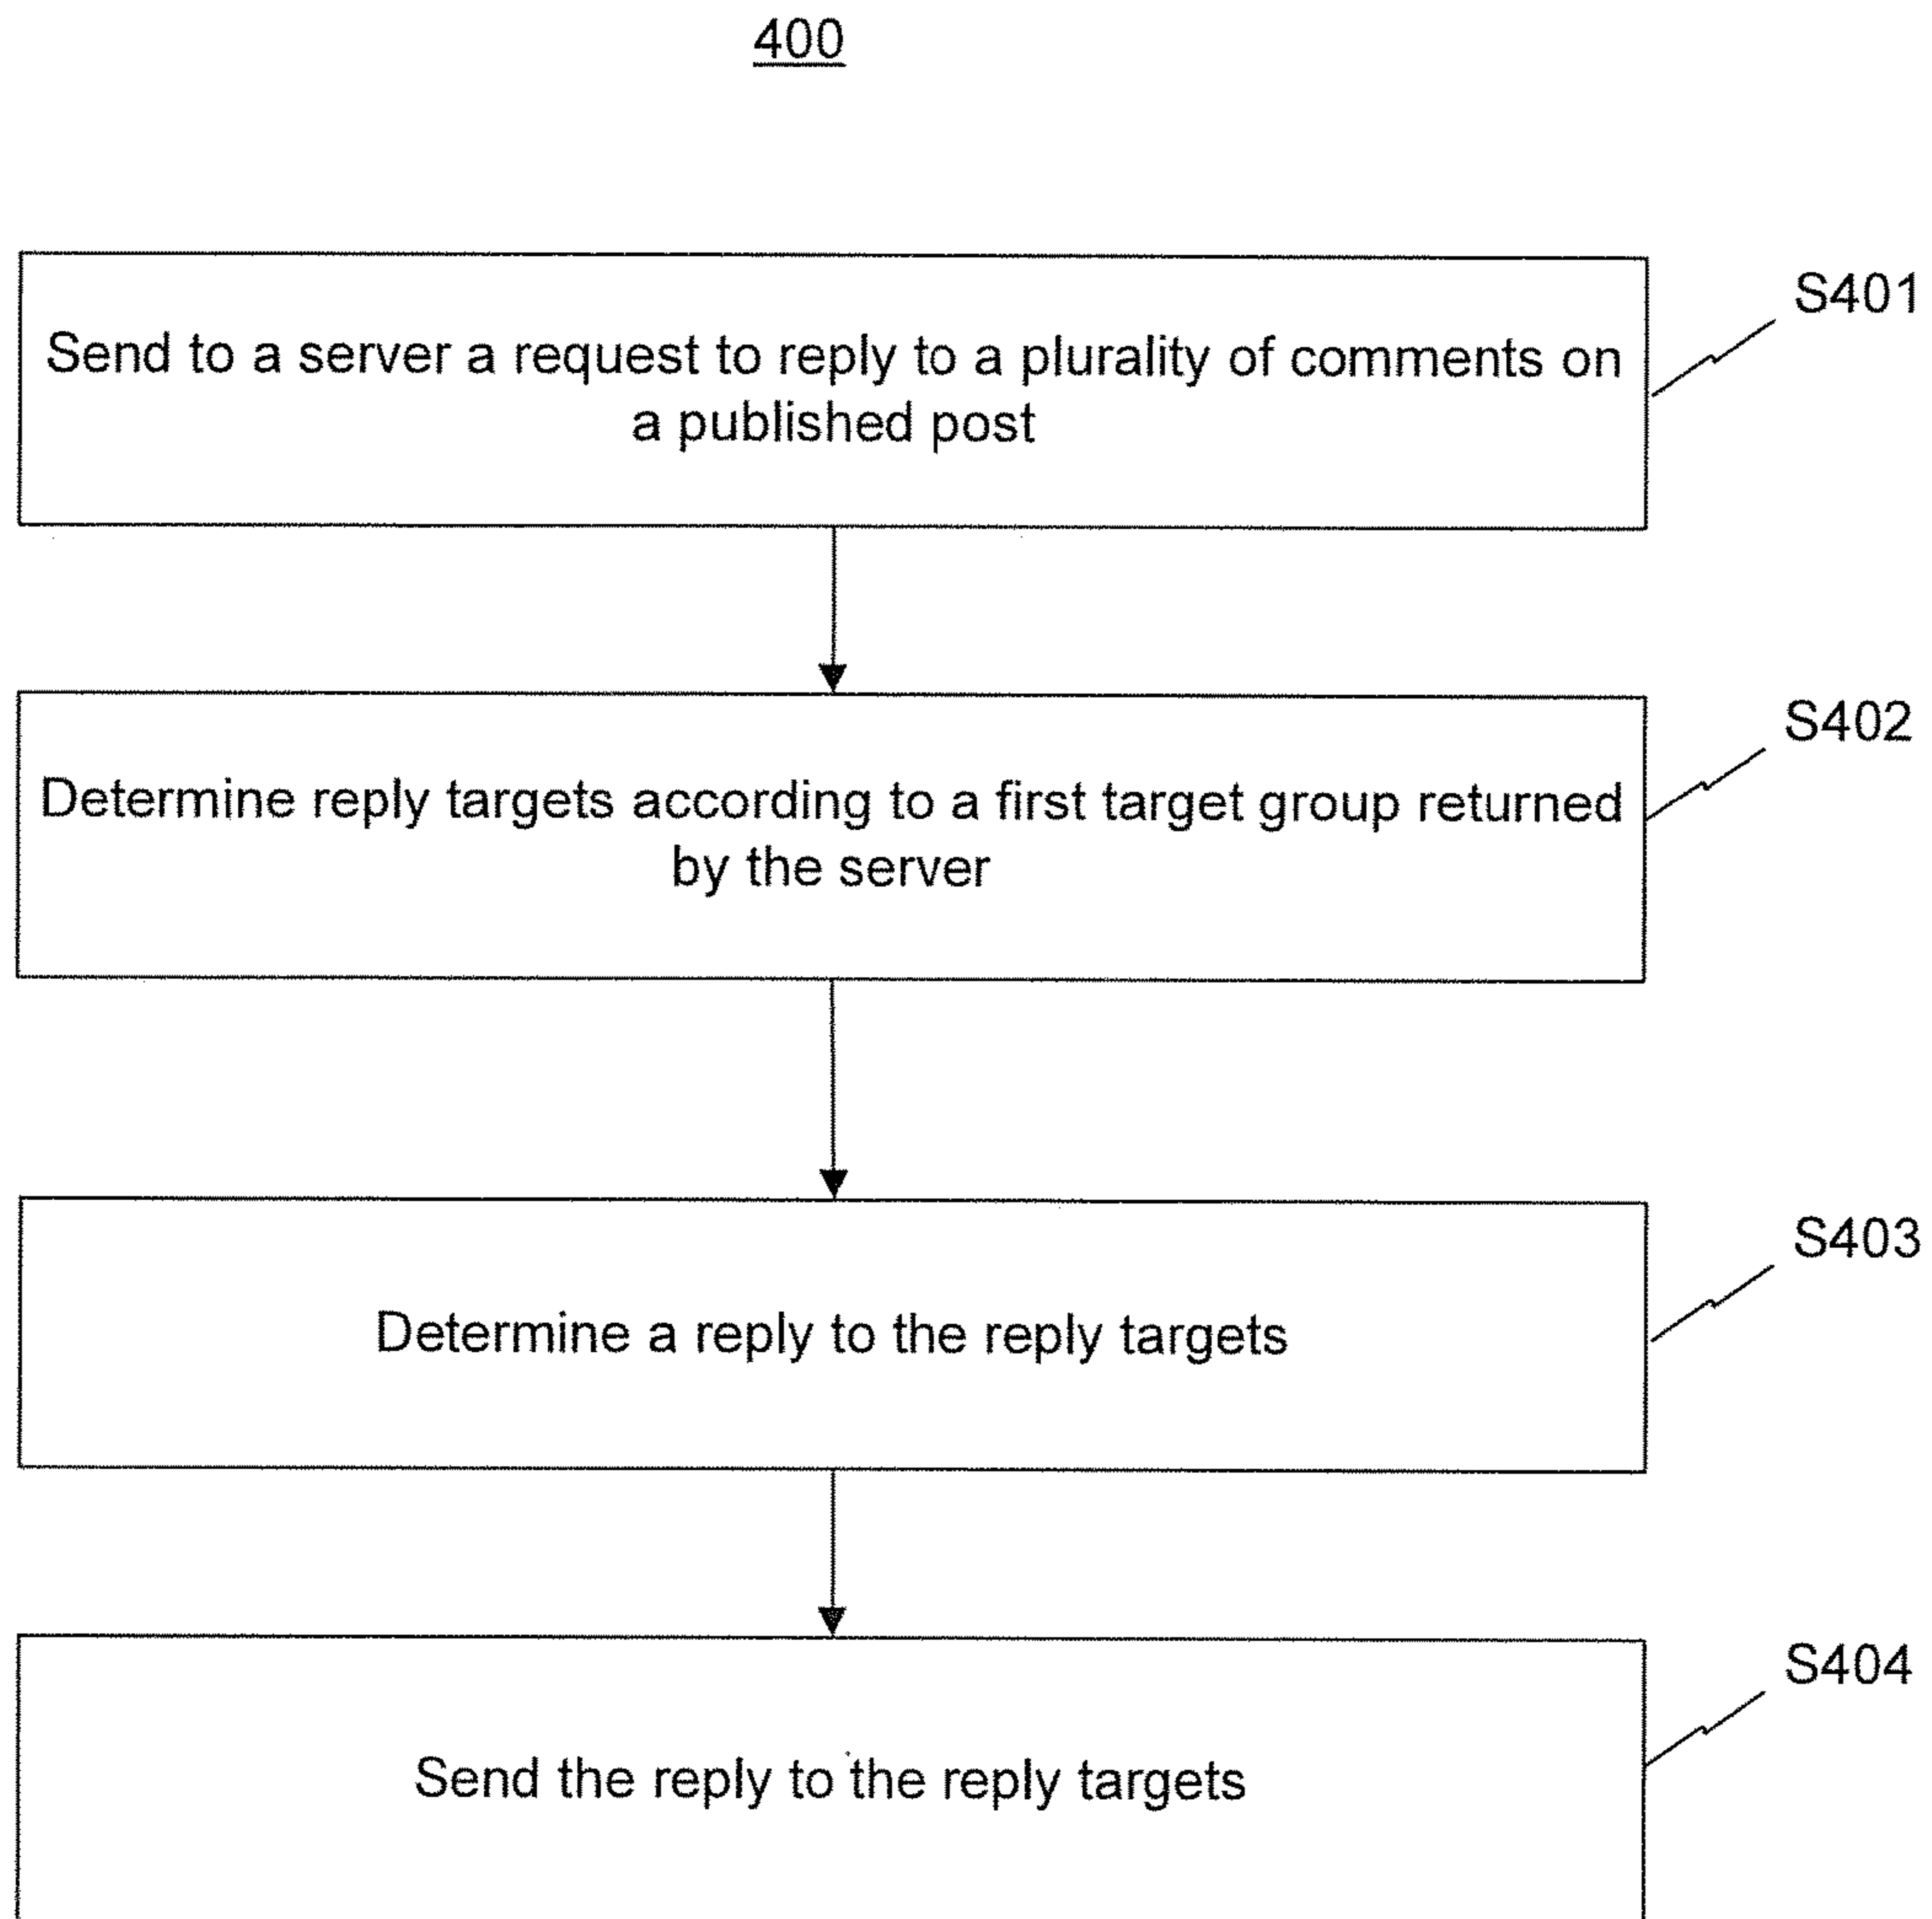 400
S401
Send to a server a request to reply to a plurality of comments on
a published post
S402
Determine reply targets according to a first target group returned
by the server
S403
Determine a reply to the reply targets
S404
Send the reply to the reply targets